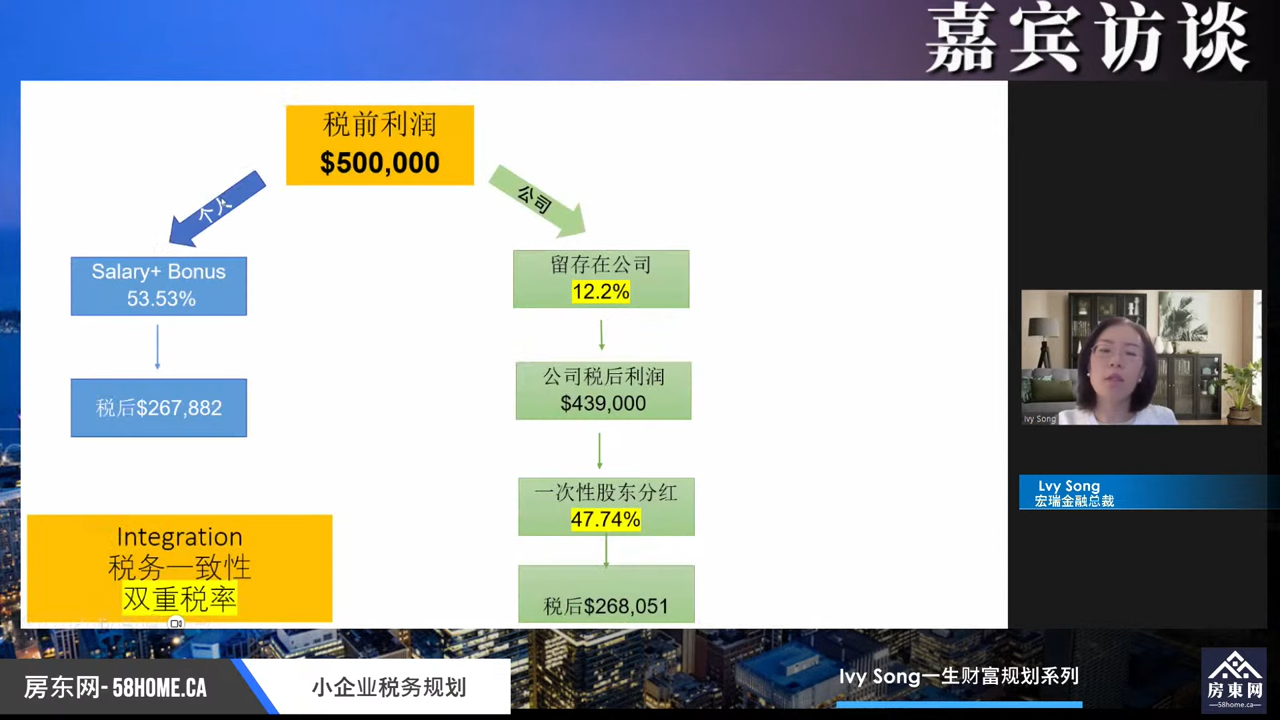 嘉宾访谈
税前利润
$500,000
个人
公司
Salary+ Bonus
53.53%
留存在公司
12.2%
税后$267,882
公司税后利润
$439,000
一次性股东分红
47.74%
税后$268,051
Integration
税务一致性
双重税率
Ivy Song
Lvy Song
宏瑞金融总裁
房东网- 58HOME.CA
小企业税务规划
Ivy Song一生财富规划系列
房東网
58home.ca